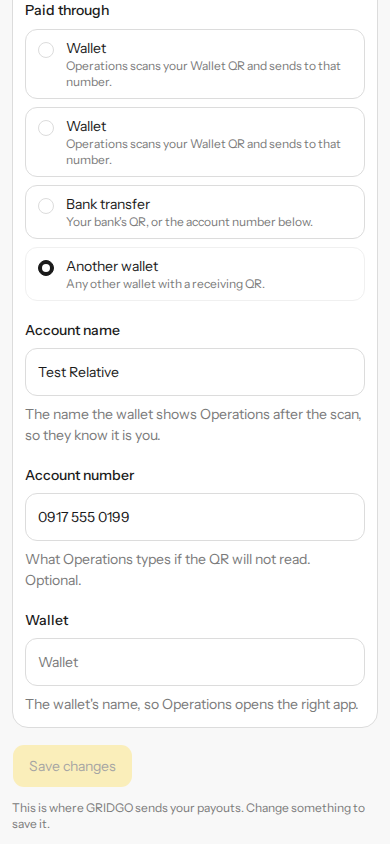 Paid through
Wallet
Operations scans your Wallet QR and sends to that
number.
Wallet
Operations scans your Wallet QR and sends to that
number.
Bank transfer
Your bank's QR, or the account number below.
Another wallet
Any other wallet with a receiving QR.
Account name
Test Relative
The name the wallet shows Operations after the scan,
so they know it is you.
Account number
0917 555 0199
What Operations types if the QR will not read.
Optional.
Wallet
Wallet
The wallet's name, so Operations opens the right app.
Save changes
This is where GRIDGO sends your payouts. Change something to
save it.